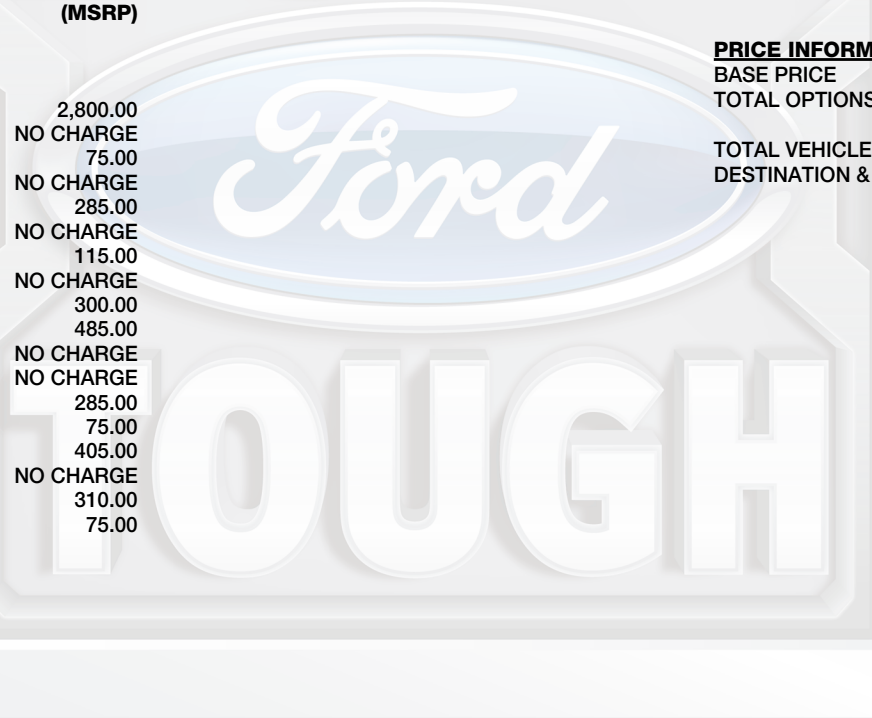 (MSRP)
2,800.00
NO CHARGE
75.00
NO CHARGE
285.00
NO CHARGE
115.00
NO CHARGE
300.00
485.00
NO CHARGE
NO CHARGE
285.00
75.00
405.00
NO CHARGE
310.00
75.00
PRICE INFORM
BASE PRICE
TOTAL OPTIONS
TOTAL VEHICLE
DESTINATION &
Ford
TOUGH